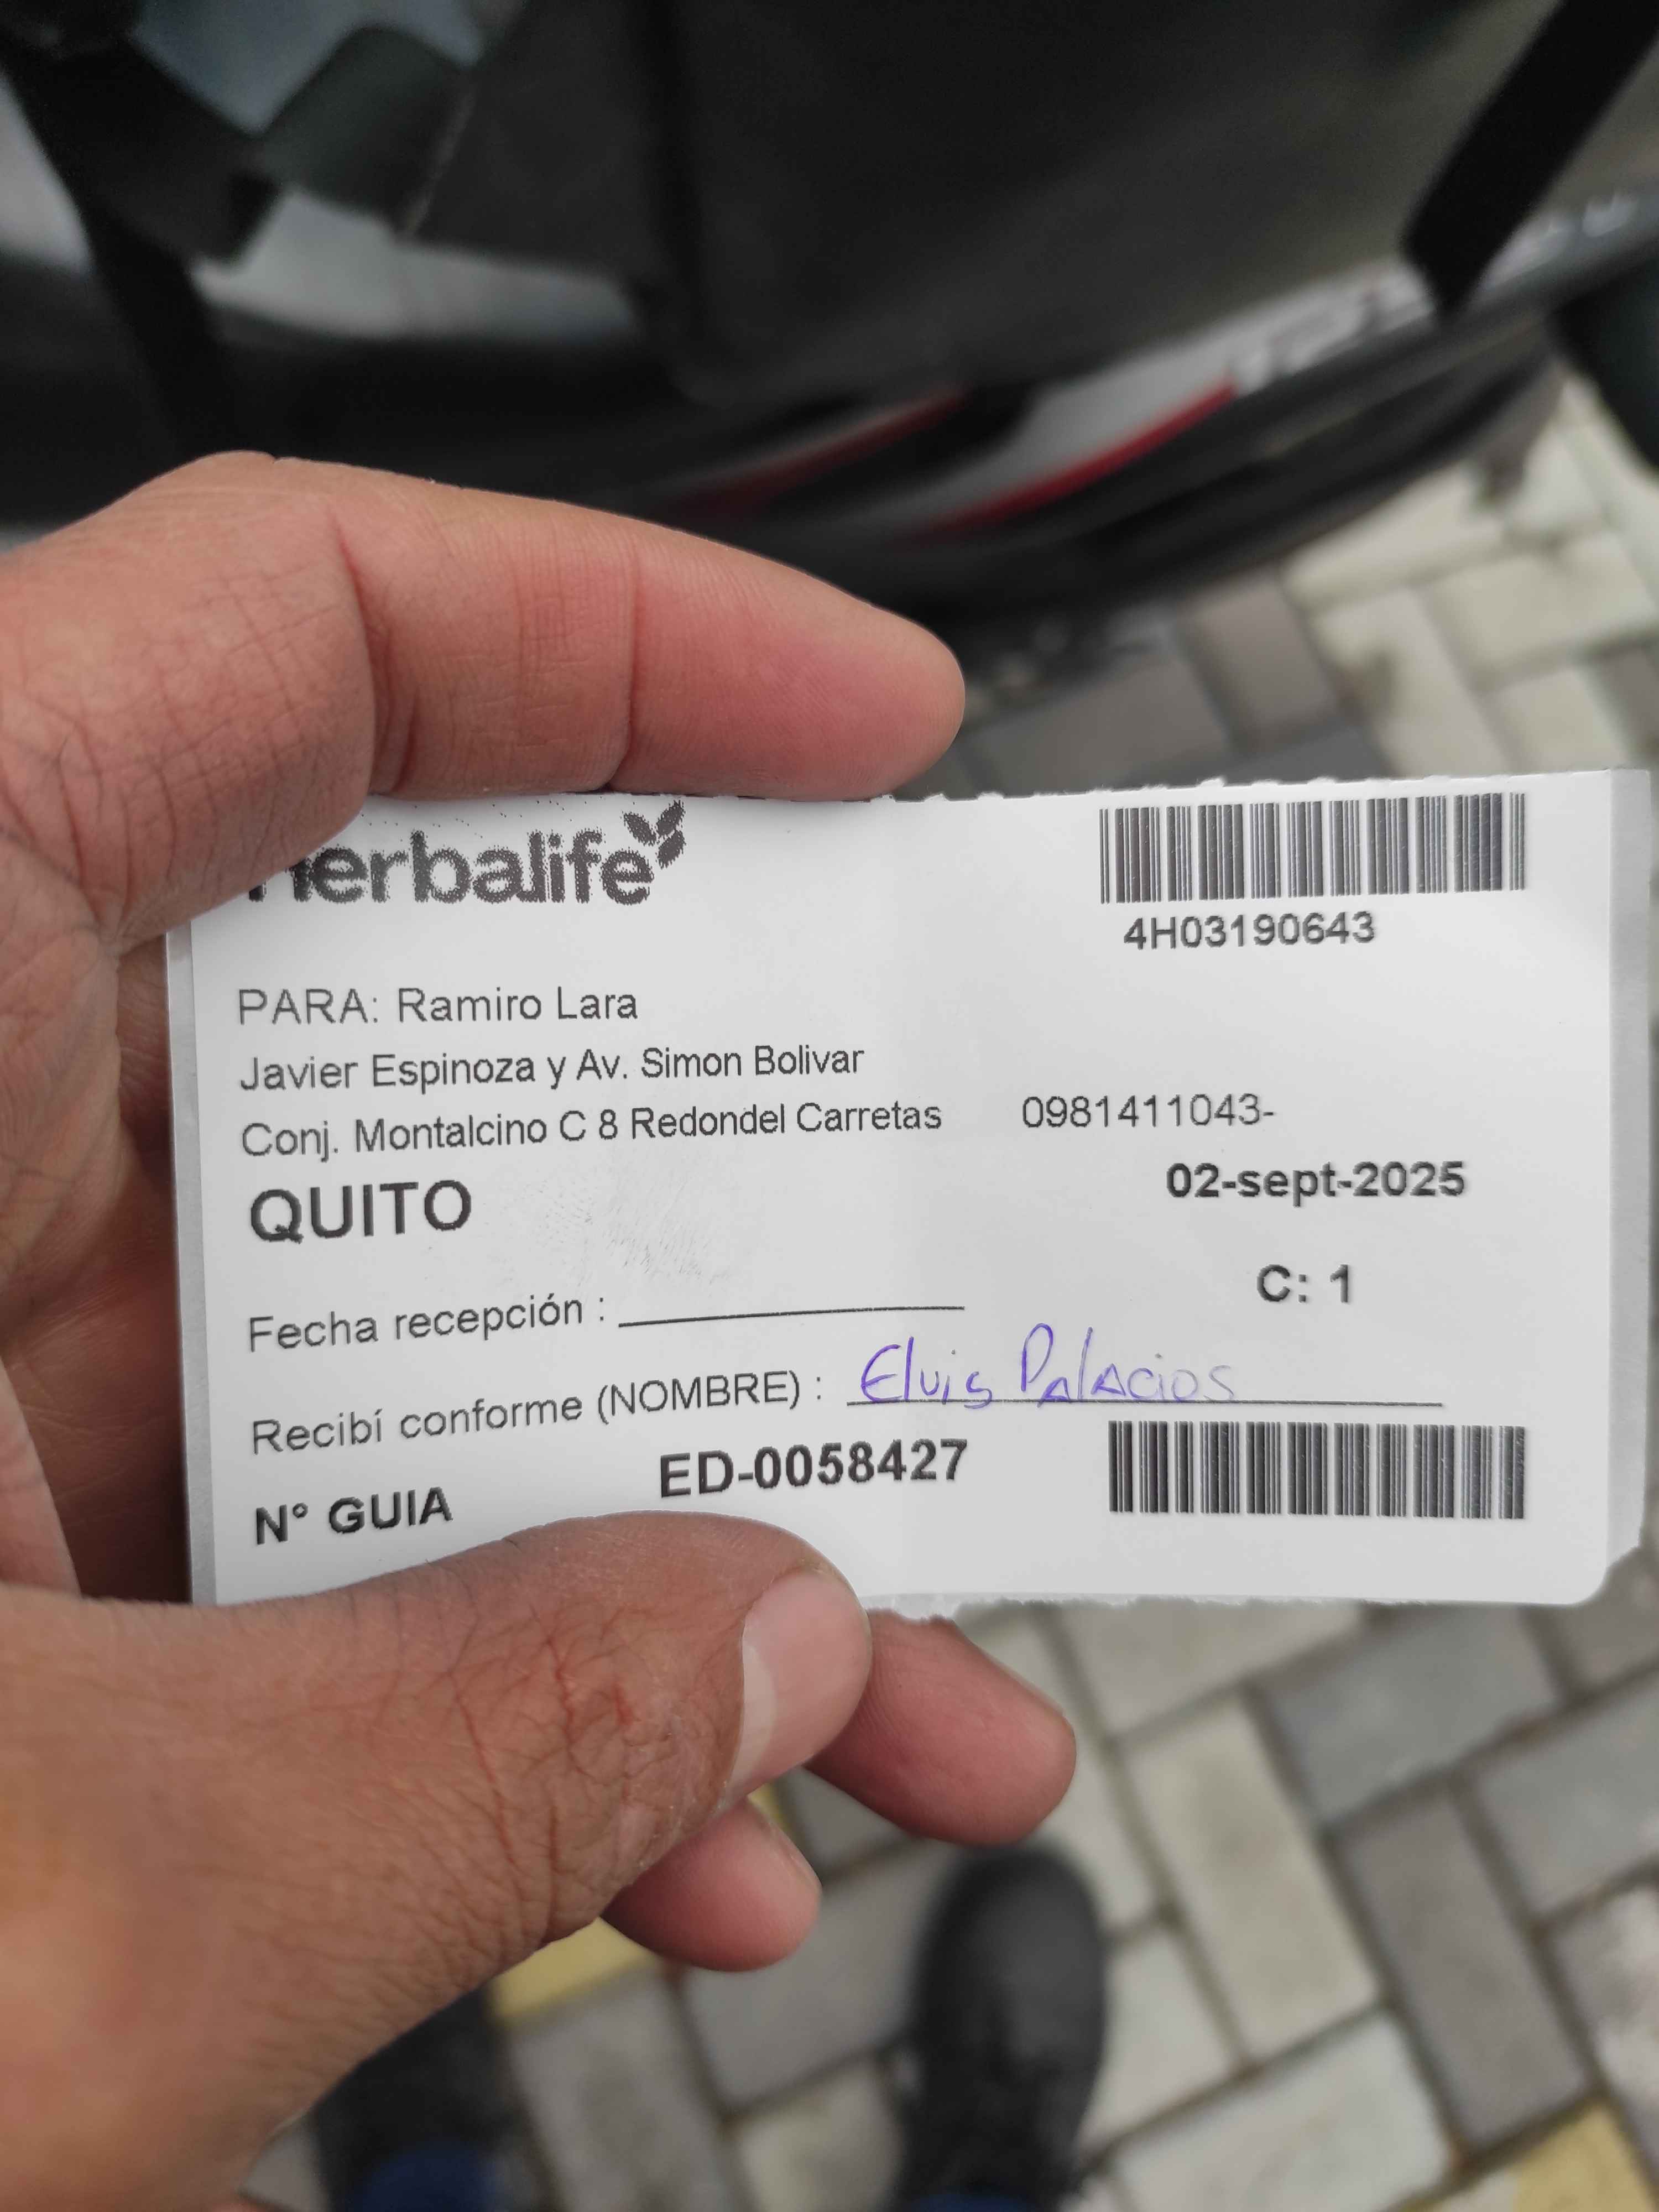 Herbalife
4H03190643
PARA: Ramiro Lara
Javier Espinoza y Av. Simon Bolivar
Conj. Montalcino C 8 Redondel Carretas 0981411043-
QUITO
02-sept-2025
C: 1
Fecha recepción :
Recibí conforme (NOMBRE) : Elvis Palacios
N° GUIA ED-0058427